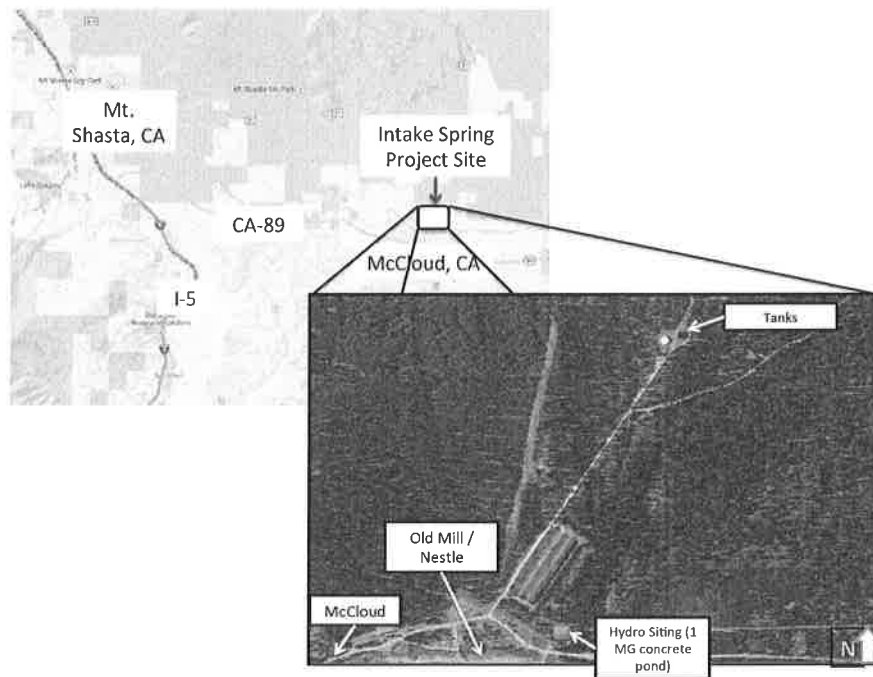 Mt.
Shasta, CA
Intake Spring
Project Site
CA-89
McCloud, CA
I-5
Tanks
Old Mill /
Nestle
McCloud
Hydro Siting (1
MG concrete
pond)
N